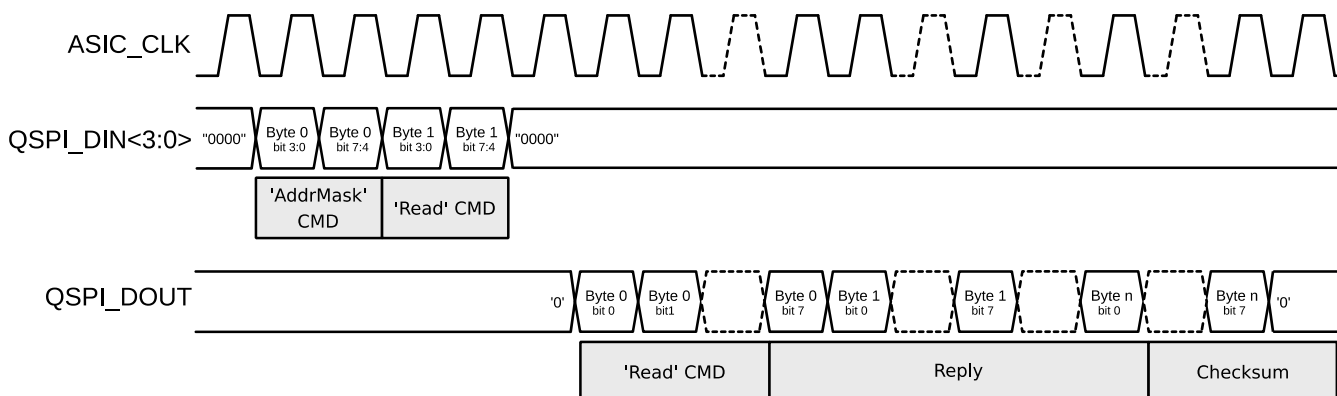 ASIC_CLK
QSPI_DIN<3:0>
"0000"
Byte 0
bit 3:0
Byte 0
bit 7:4
Byte 1
bit 3:0
Byte 1
bit 7:4
"0000"
'AddrMask'
CMD
'Read' CMD
QSPI_DOUT
'0'
Byte 0
bit 0
Byte 0
bit1
Byte 0
bit 7
Byte 1
bit 0
Byte 1
bit 7
Byte n
bit 0
Byte n
bit 7
'0'
'Read' CMD
Reply
Checksum